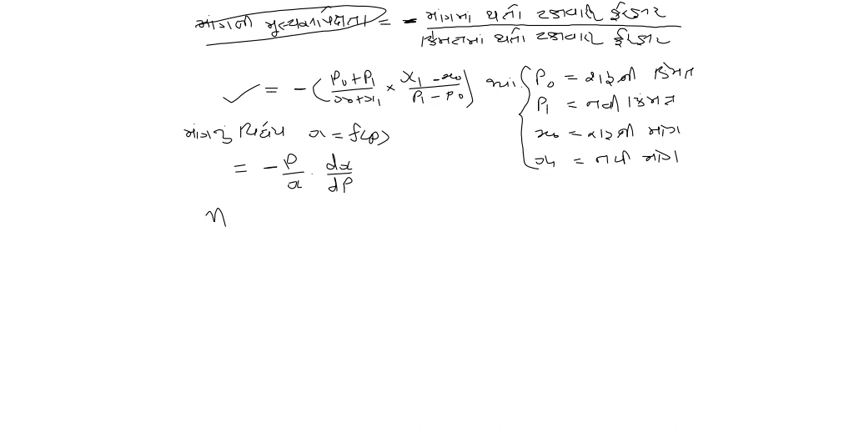 માંગની મૂલ્યસાપેક્ષતા = - માંગમાં થતો ટકાવારી ફેરફાર / કિંમતમાં થતો ટકાવારી ફેરફાર
✓ = - (P₀+P₁ / x₀+x₁ × x₁-x₀ / P₁-P₀)
P₀ = શરૂની કિંમત
P₁ = નવી કિંમત
x₀ = શરૂની માંગ
x₁ = નવી માંગ
માંગનું વિધેય x = f(p)
= - P/x · dx/dP
η